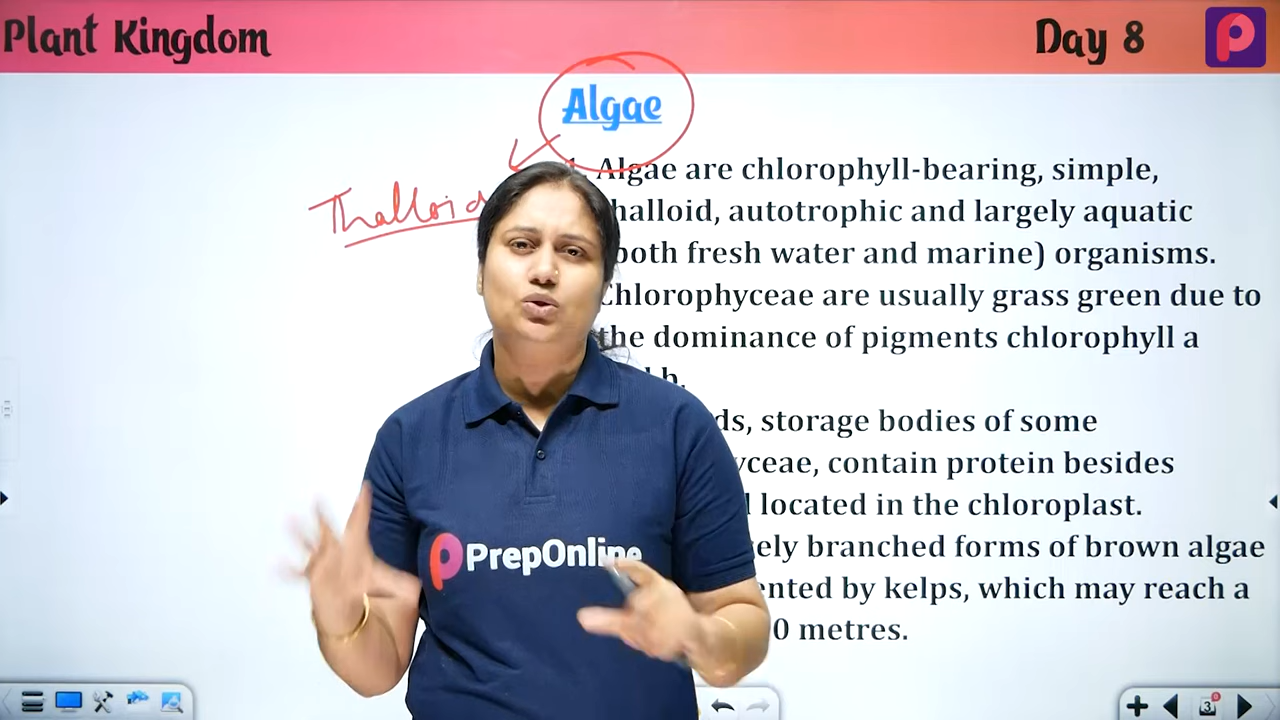 Plant Kingdom
Day 8
Algae
Thalloid
Algae are chlorophyll-bearing, simple,
halloid, autotrophic and largely aquatic
both fresh water and marine) organisms.
Chlorophyceae are usually grass green due to
the dominance of pigments chlorophyll a
b.
ds, storage bodies of some
yceae, contain protein besides
located in the chloroplast.
ely branched forms of brown algae
ented by kelps, which may reach a
0 metres.
PrepOnline
3